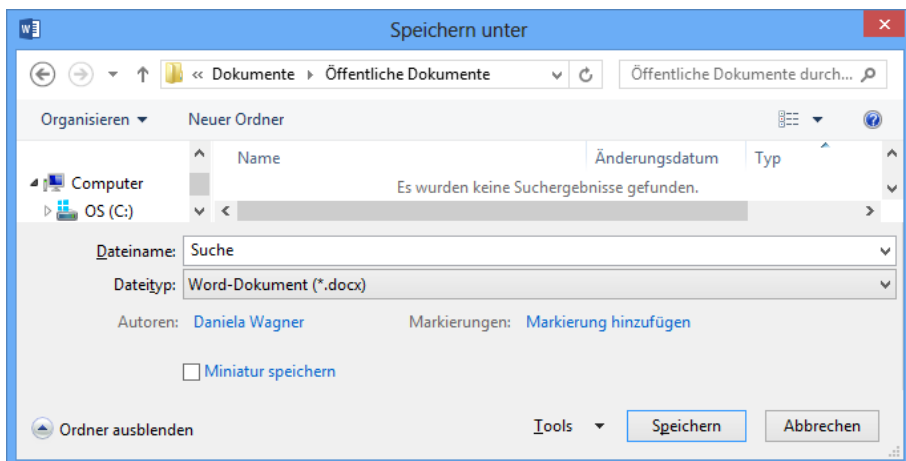 Speichern unter
« Dokumente Öffentliche Dokumente Öffentliche Dokumente durch...
Organisieren Neuer Ordner
Name Änderungsdatum Typ
Computer Es wurden keine Suchergebnisse gefunden.
OS (C:)
Dateiname: Suche
Dateityp: Word-Dokument (*.docx)
Autoren: Daniela Wagner Markierungen: Markierung hinzufügen
Miniatur speichern
Ordner ausblenden Tools Speichern Abbrechen